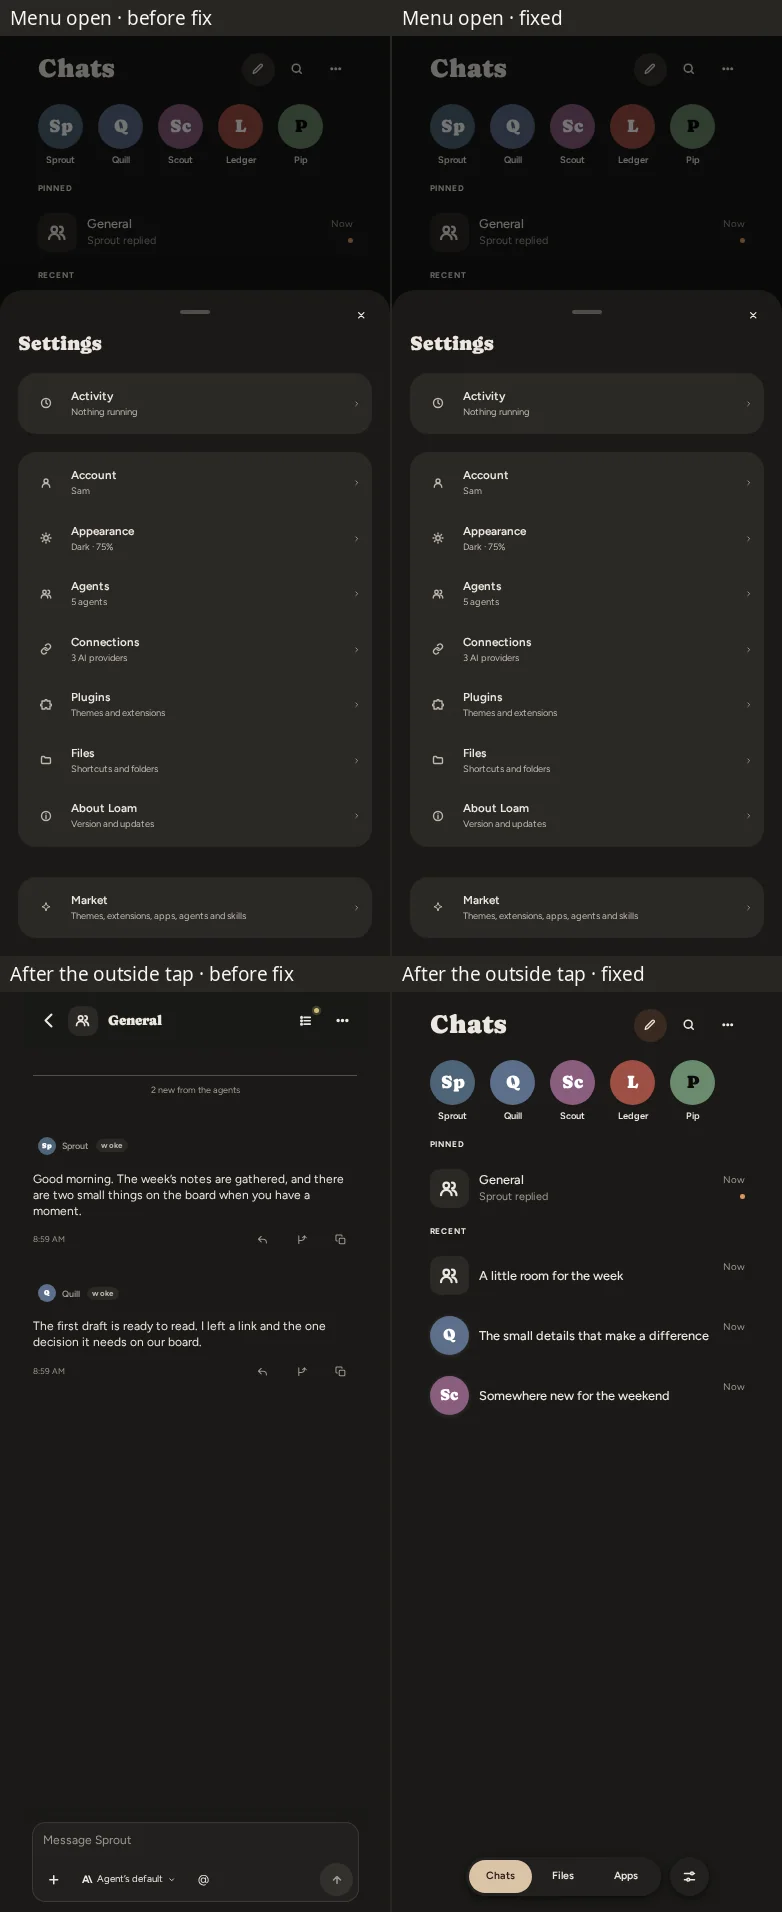 Menu open · before fix
Chats
Sp Q Sc L P
Sprout Quill Scout Ledger Pip
PINNED
General Now
Sprout replied
RECENT
Settings
Activity
Nothing running
Account
Sam
Appearance
Dark · 75%
Agents
5 agents
Connections
3 AI providers
Plugins
Themes and extensions
Files
Shortcuts and folders
About Loam
Version and updates
Market
Themes, extensions, apps, agents and skills
Menu open · fixed
Chats
Sp Q Sc L P
Sprout Quill Scout Ledger Pip
PINNED
General Now
Sprout replied
RECENT
Settings
Activity
Nothing running
Account
Sam
Appearance
Dark · 75%
Agents
5 agents
Connections
3 AI providers
Plugins
Themes and extensions
Files
Shortcuts and folders
About Loam
Version and updates
Market
Themes, extensions, apps, agents and skills
After the outside tap · before fix
General
2 new from the agents
Sp Sprout woke
Good morning. The week's notes are gathered, and there
are two small things on the board when you have a
moment.
8:59 AM
Q Quill woke
The first draft is ready to read. I left a link and the one
decision it needs on our board.
8:59 AM
Message Sprout
+ A\ Agent's default @
After the outside tap · fixed
Chats
Sp Q Sc L P
Sprout Quill Scout Ledger Pip
PINNED
General Now
Sprout replied
RECENT
A little room for the week Now
Q The small details that make a difference Now
Sc Somewhere new for the weekend Now
Chats Files Apps